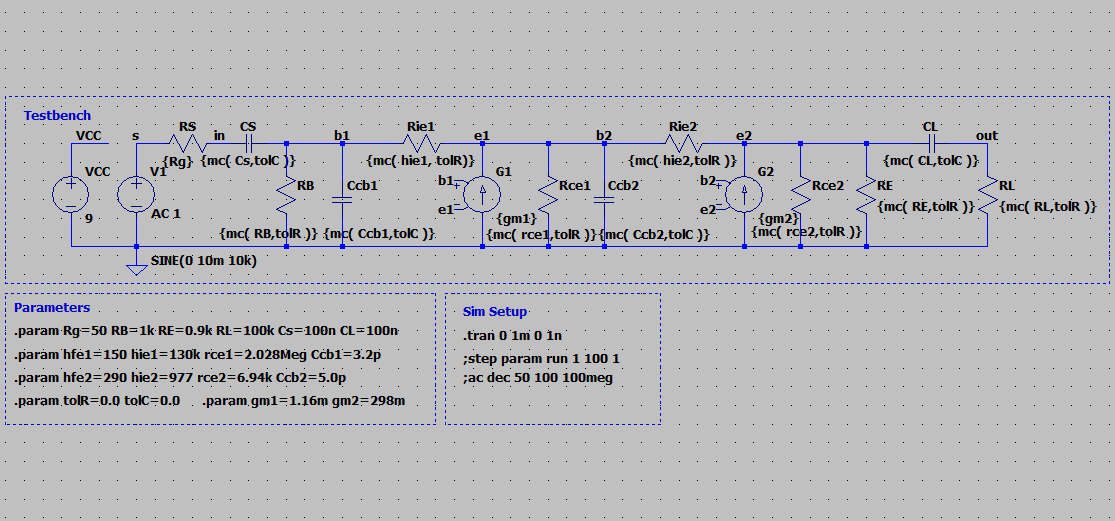 Testbench
VCC
s
RS
in
CS
b1
Rie1
e1
b2
Rie2
e2
CL
out
{Rg}
{mc( Cs,tolC )}
{mc( hie1, tolR)}
{mc( hie2,tolR )}
{mc( CL,tolC )}
VCC
V1
RB
Ccb1
b1
G1
Rce1
Ccb2
b2
G2
Rce2
RE
RL
e1
e2
9
AC 1
{gm1}
{gm2}
{mc( RE,tolR )}
{mc( RL,tolR )}
{mc( RB,tolR )}
{mc( Ccb1,tolC )}
{mc( rce1,tolR )}
{mc( Ccb2,tolC )}
{mc( rce2,tolR )}
SINE(0 10m 10k)
Parameters
.param Rg=50 RB=1k RE=0.9k RL=100k Cs=100n CL=100n
.param hfe1=150 hie1=130k rce1=2.028Meg Ccb1=3.2p
.param hfe2=290 hie2=977 rce2=6.94k Ccb2=5.0p
.param tolR=0.0 tolC=0.0 .param gm1=1.16m gm2=298m
Sim Setup
.tran 0 1m 0 1n
;step param run 1 100 1
;ac dec 50 100 100meg